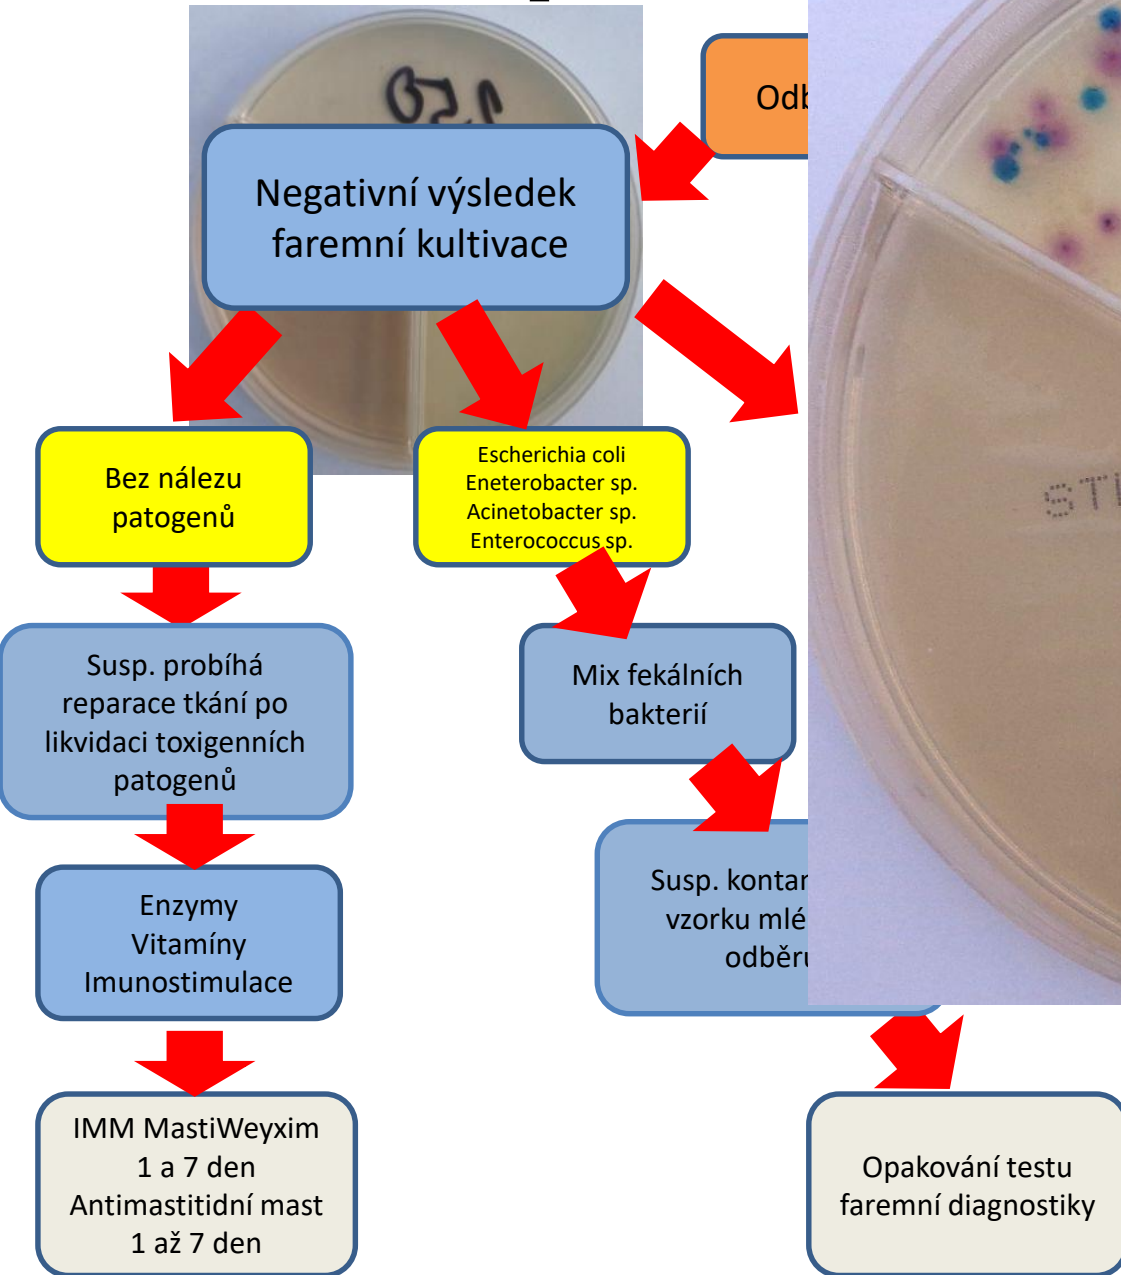 Negativní výsledek
faremní kultivace
Bez nálezu
patogenů
Escherichia coli
Eneterobacter sp.
Acinetobacter sp.
Enterococcus sp.
Susp. probíhá
reparace tkání po
likvidaci toxigenních
patogenů
Mix fekálních
bakterií
Enzymy
Vitamíny
Imunostimulace
Susp.
vzorku
IMM MastiWeyxim
1 a 7 den
Antimastitidní mast
1 až 7 den
Opakování testu
faremní diagnostiky